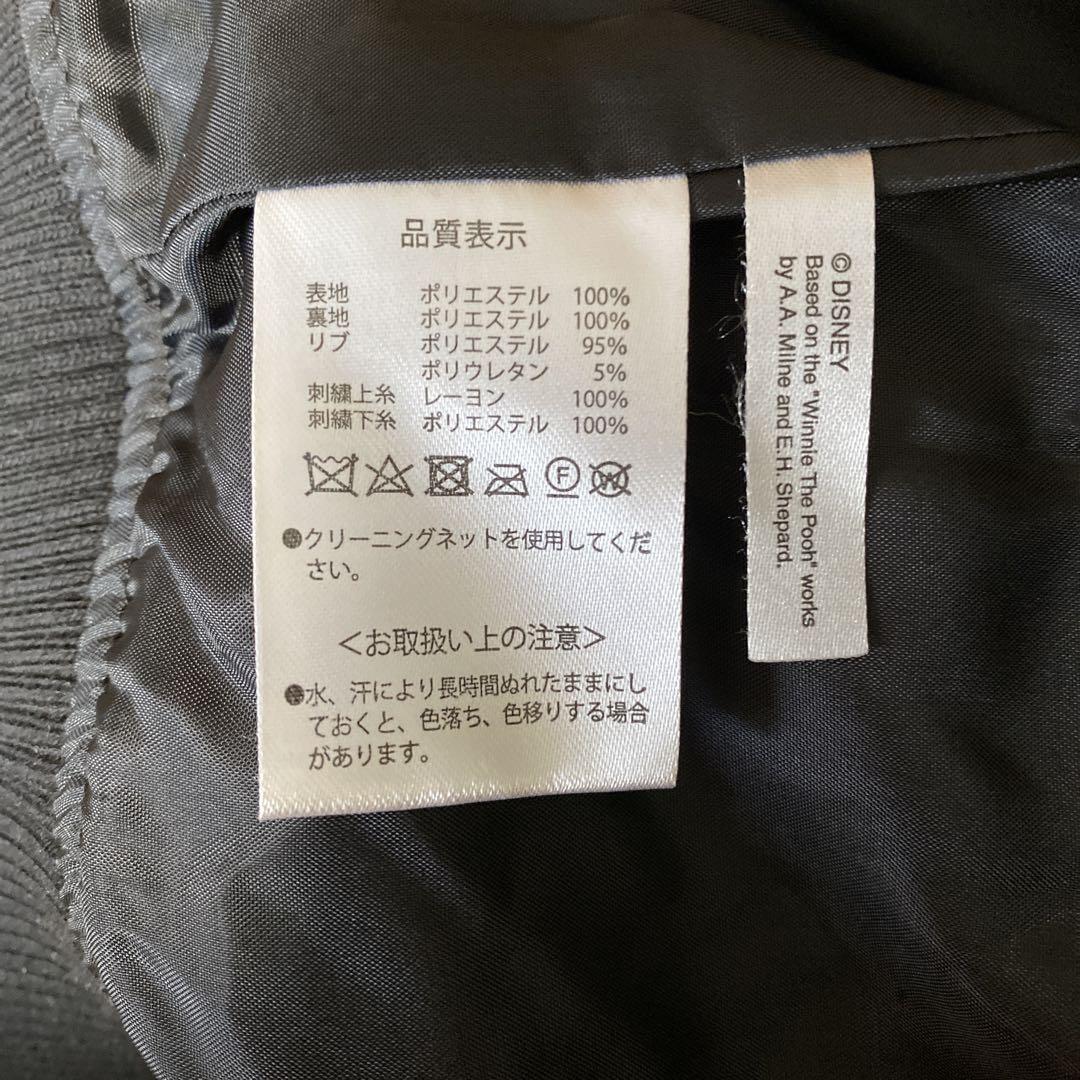 品質表示
表地 ポリエステル 100%
裏地 ポリエステル 100%
リブ ポリエステル 95%
ポリウレタン 5%
刺繍上糸 レーヨン 100%
刺繍下糸 ポリエステル 100%
F W
●クリーニングネットを使用してくだ
さい。
＜お取扱い上の注意＞
●水、汗により長時間ぬれたままにし
ておくと、色落ち、色移りする場合
があります。
© DISNEY
Based on the "Winnie The Pooh" works
by A.A. Milne and E.H. Shepard.